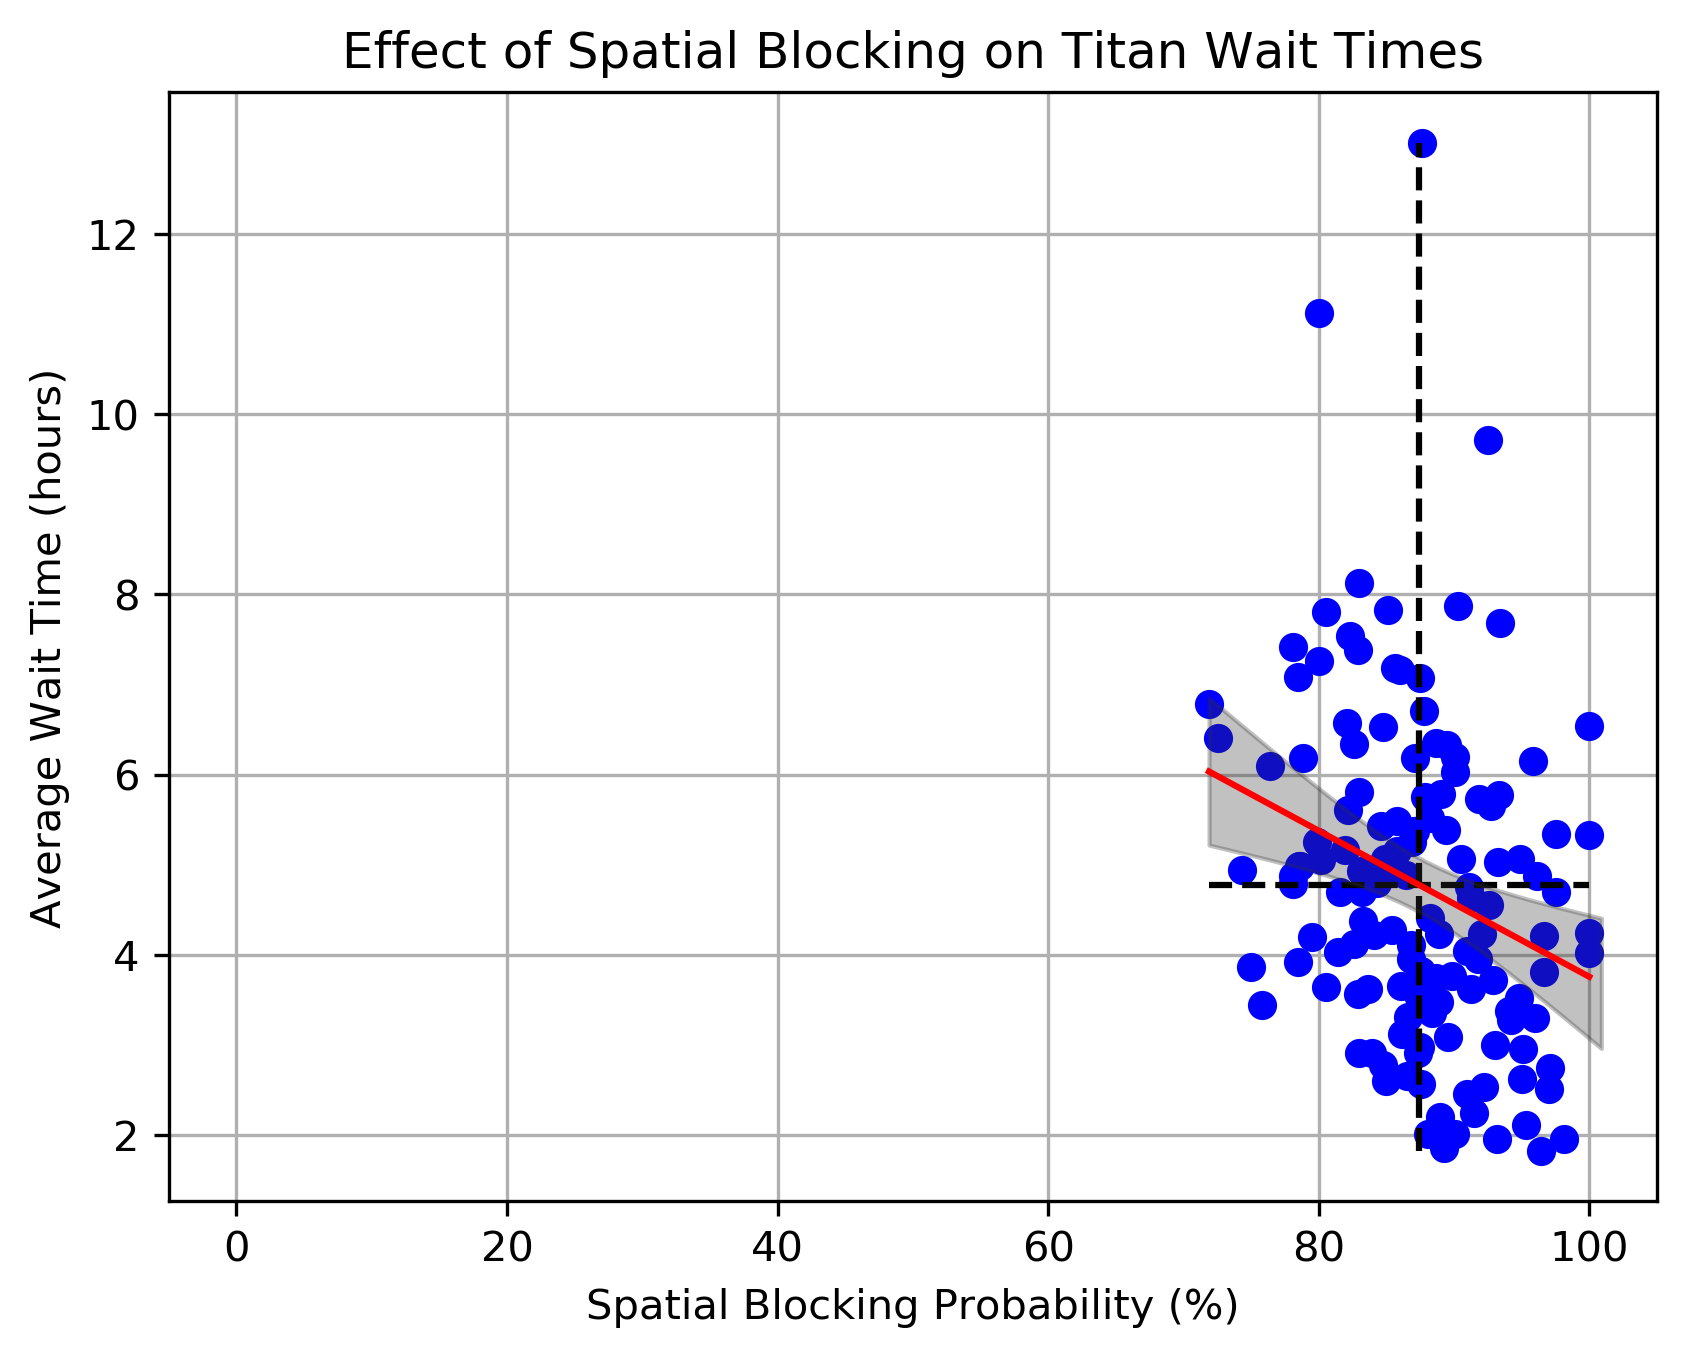 Effect of Spatial Blocking on Titan Wait Times
Average Wait Time (hours)
12
10
8
6
4
2
0 20 40 60 80 100
Spatial Blocking Probability (%)